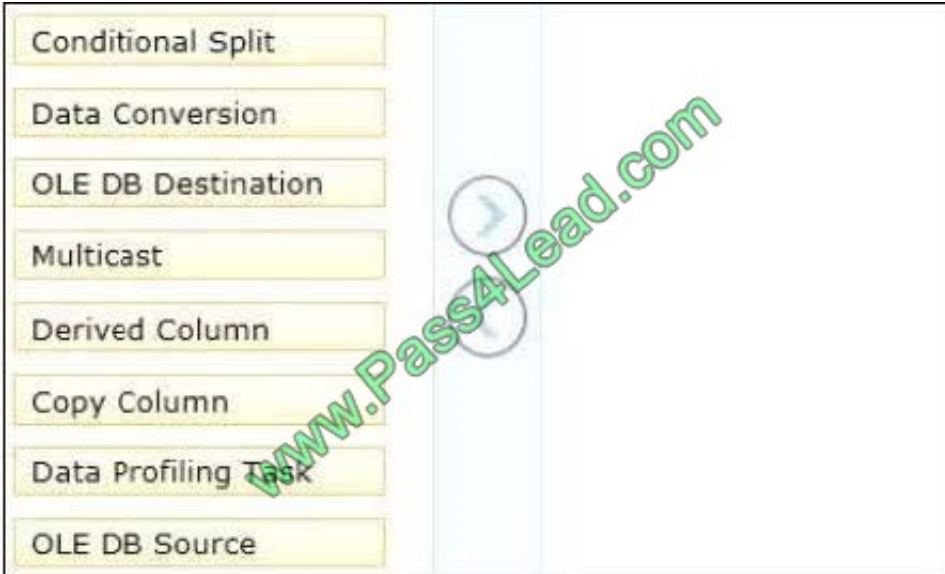 Conditional Split
Data Conversion
OLE DB Destination
Multicast
Derived Column
Copy Column
Data Profiling Task
OLE DB Source
www.Pass4Lead.com